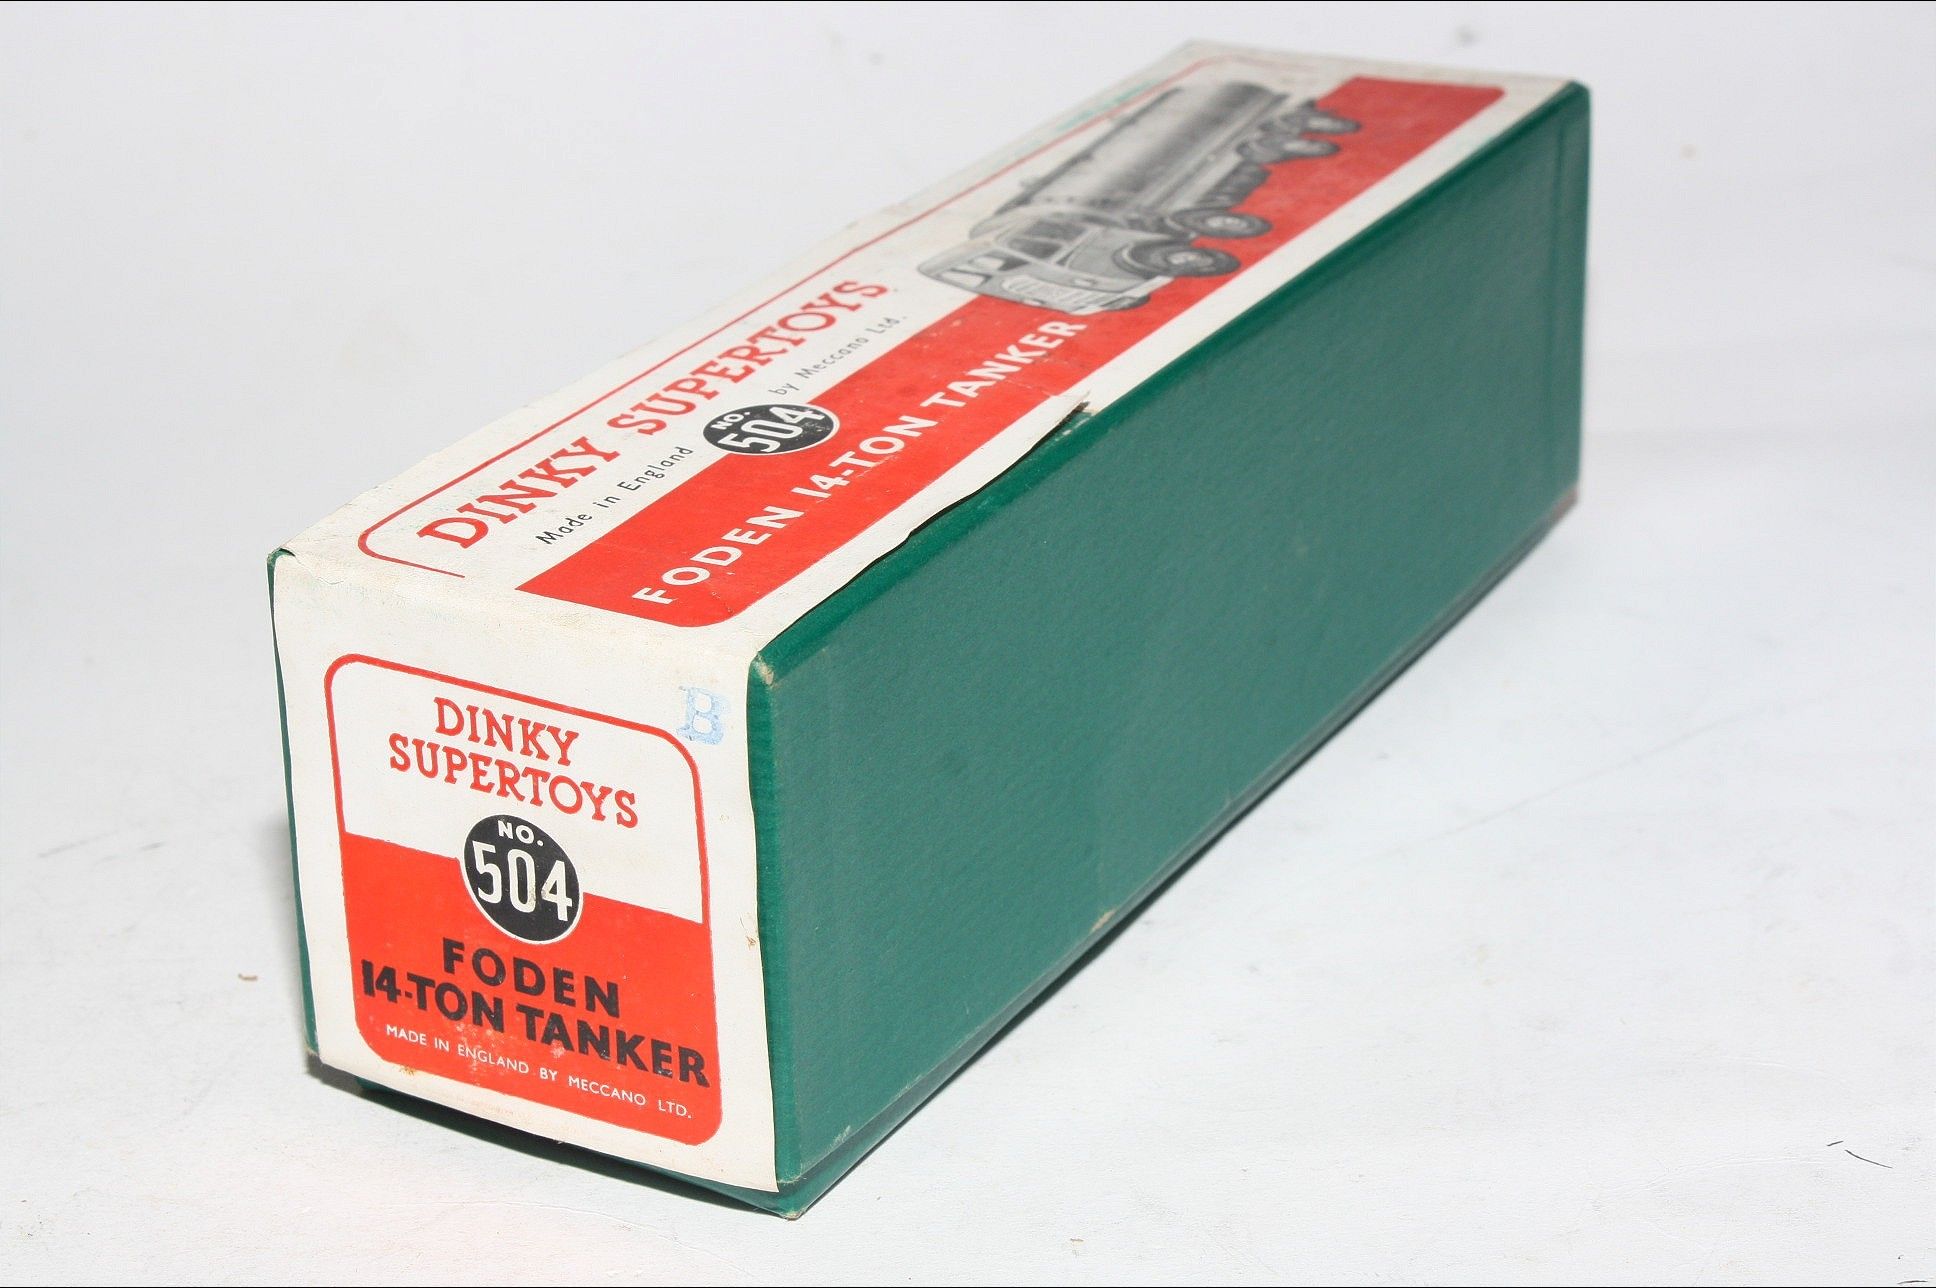 DINKY SUPERTOYS
Made in England
by Meccano Ltd.
NO.
504
FODEN 14-TON TANKER
B
DINKY
SUPERTOYS
NO.
504
FODEN
14-TON TANKER
MADE IN ENGLAND BY MECCANO LTD.